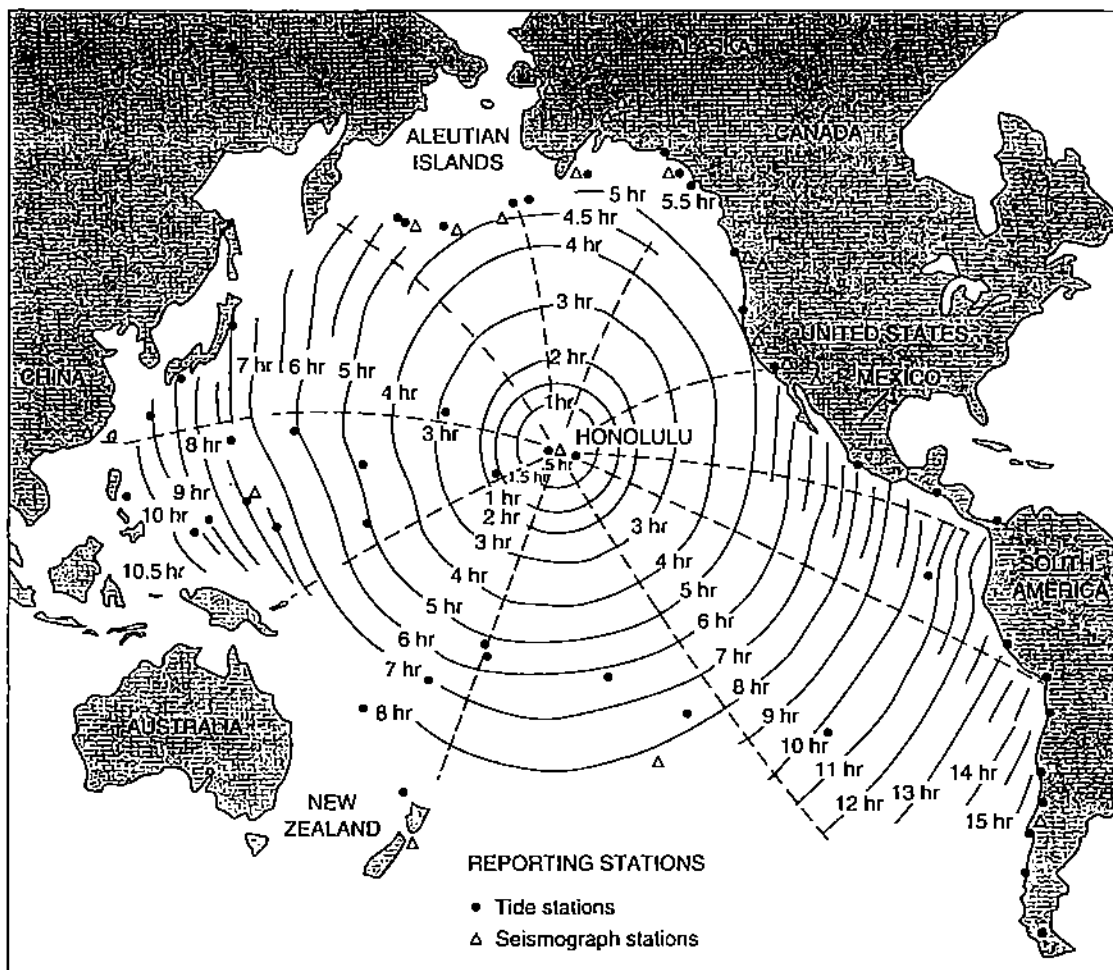 ALASKA
U.S.S.R.
ALEUTIAN
ISLANDS
CANADA
5 hr
5.5 hr
4.5 hr
4 hr
3 hr
2 hr
1 hr
UNITED STATES
MEXICO
CHINA
7 hr
6 hr
5 hr
4 hr
3 hr
HONOLULU
.5 hr
1.5 hr
8 hr
9 hr
10 hr
10.5 hr
1 hr
2 hr
3 hr
3 hr
4 hr
4 hr
5 hr
5 hr
6 hr
6 hr
7 hr
7 hr
8 hr
8 hr
9 hr
10 hr
11 hr
12 hr
13 hr
14 hr
15 hr
SOUTH
AMERICA
AUSTRALIA
NEW
ZEALAND
REPORTING STATIONS
Tide stations
Seismograph stations